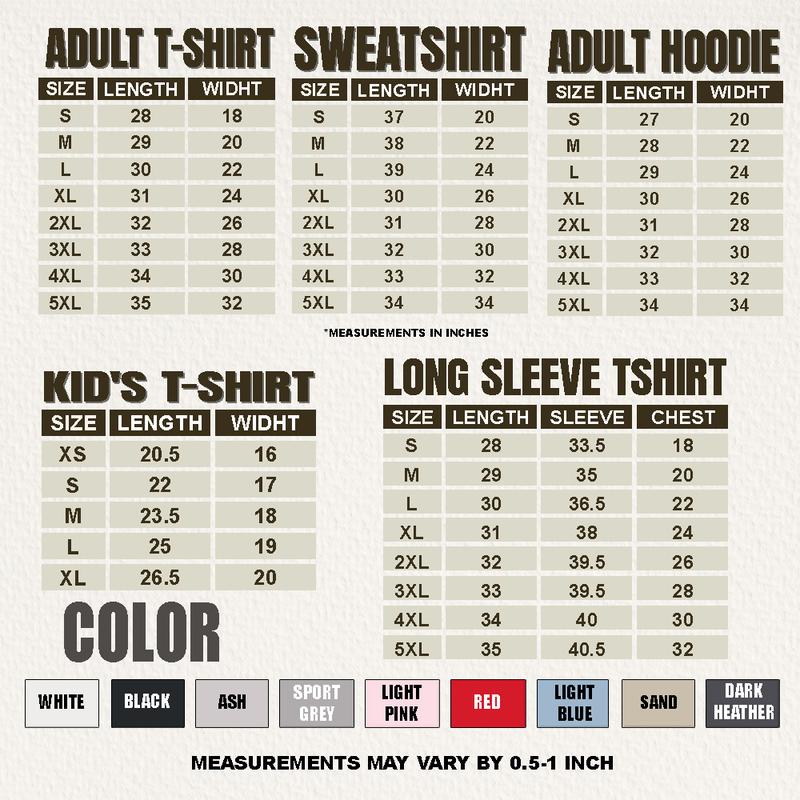 ADULT T-SHIRT
SIZE LENGTH WIDHT
S 28 18
M 29 20
L 30 22
XL 31 24
2XL 32 26
3XL 33 28
4XL 34 30
5XL 35 32
SWEATSHIRT
SIZE LENGTH WIDHT
S 37 20
M 38 22
L 39 24
XL 30 26
2XL 31 28
3XL 32 30
4XL 33 32
5XL 34 34
ADULT HOODIE
SIZE LENGTH WIDHT
S 27 20
M 28 22
L 29 24
XL 30 26
2XL 31 28
3XL 32 30
4XL 33 32
5XL 34 34
*MEASUREMENTS IN INCHES
KID'S T-SHIRT
SIZE LENGTH WIDHT
XS 20.5 16
S 22 17
M 23.5 18
L 25 19
XL 26.5 20
LONG SLEEVE TSHIRT
SIZE LENGTH SLEEVE CHEST
S 28 33.5 18
M 29 35 20
L 30 36.5 22
XL 31 38 24
2XL 32 39.5 26
3XL 33 39.5 28
4XL 34 40 30
5XL 35 40.5 32
COLOR
WHITE
BLACK
ASH
SPORT
GREY
LIGHT
PINK
RED
LIGHT
BLUE
SAND
DARK
HEATHER
MEASUREMENTS MAY VARY BY 0.5-1 INCH